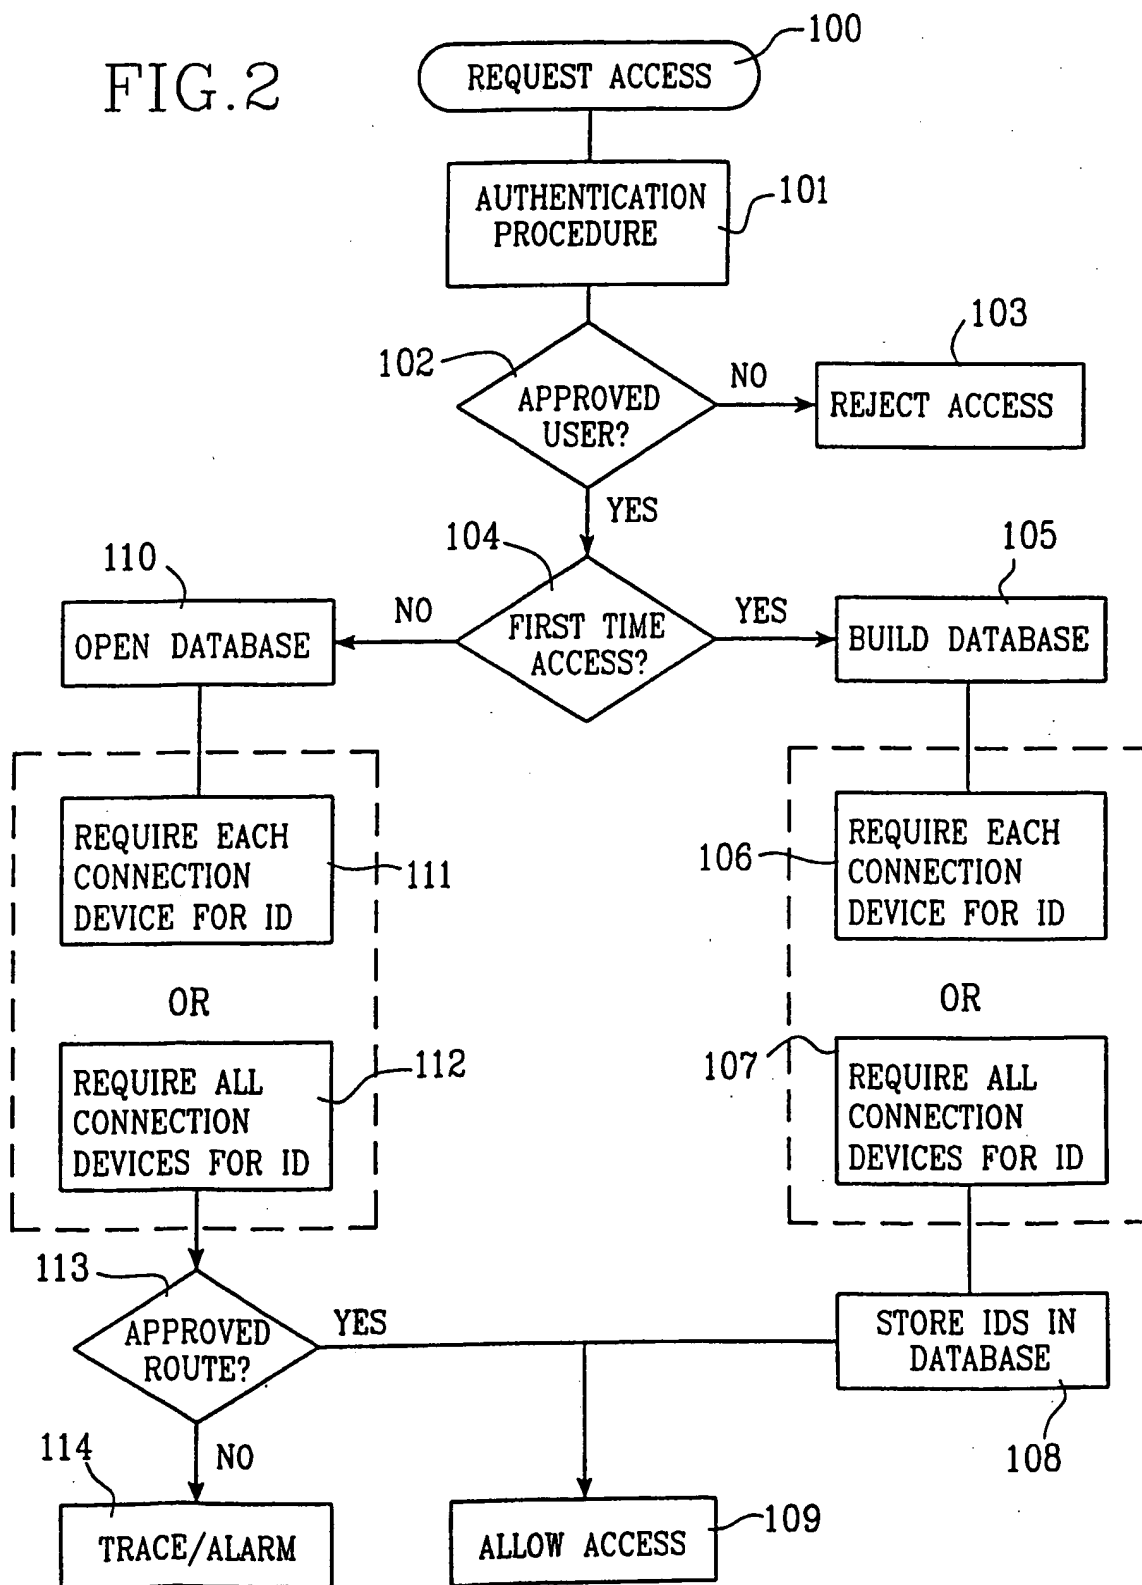 FIG.2
100
REQUEST ACCESS
AUTHENTICATION
PROCEDURE
101
102
APPROVED
USER?
NO
103
REJECT ACCESS
YES
104
FIRST TIME
ACCESS?
NO
YES
110
OPEN DATABASE
105
BUILD DATABASE
REQUIRE EACH
CONNECTION
DEVICE FOR ID
111
OR
REQUIRE ALL
CONNECTION
DEVICES FOR ID
112
106
REQUIRE EACH
CONNECTION
DEVICE FOR ID
OR
107
REQUIRE ALL
CONNECTION
DEVICES FOR ID
113
APPROVED
ROUTE?
YES
STORE IDS IN
DATABASE
108
NO
114
TRACE/ALARM
ALLOW ACCESS
109